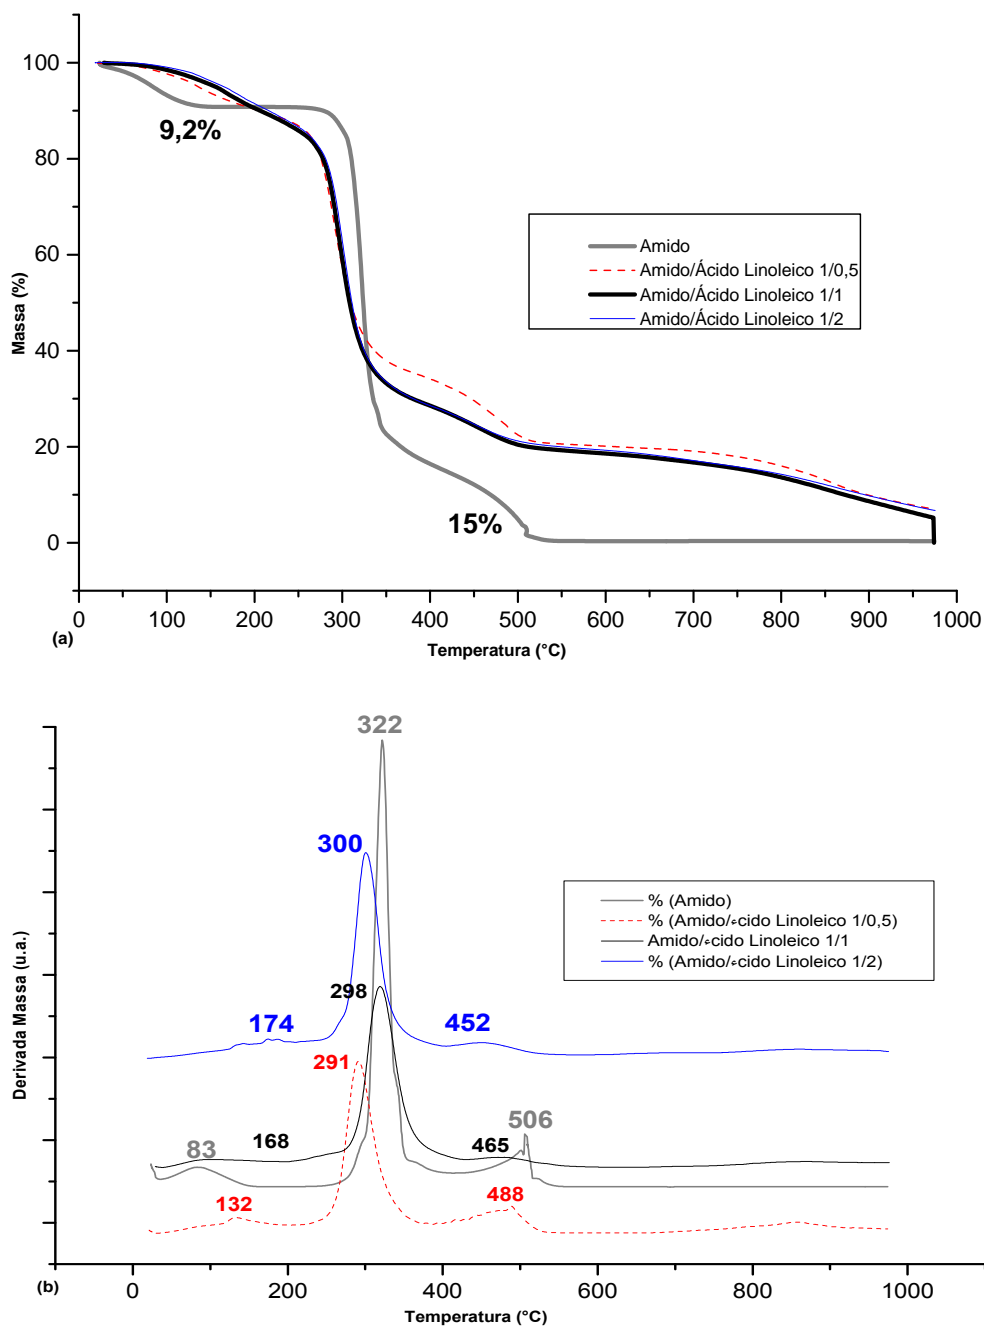 100
80
60
40
20
0
Massa (%)
9,2%
15%
Amido
Amido/Ácido Linoleico 1/0,5
Amido/Ácido Linoleico 1/1
Amido/Ácido Linoleico 1/2
0 100 200 300 400 500 600 700 800 900 1000
(a)
Temperatura (°C)
322
300
298
174
452
291
83
168
465
506
132
488
Derivada Massa (u.a.)
% (Amido)
% (Amido/-cido Linoleico 1/0,5)
Amido/-cido Linoleico 1/1
% (Amido/-cido Linoleico 1/2)
0 200 400 600 800 1000
(b)
Temperatura (°C)